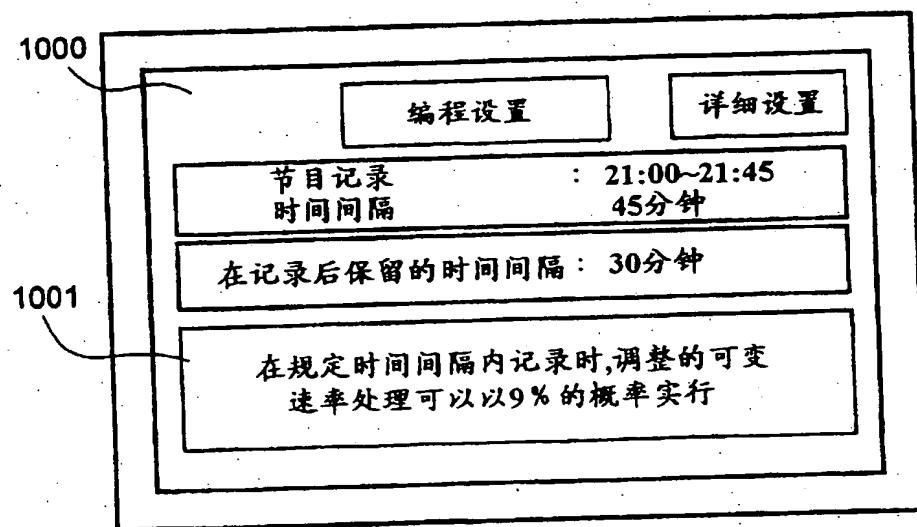 1000
编程设置 详细设置
节目记录 : 21:00~21:45
时间间隔 45分钟
在记录后保留的时间间隔: 30分钟
1001
在规定时间间隔内记录时,调整的可变
速率处理可以以9%的概率实行